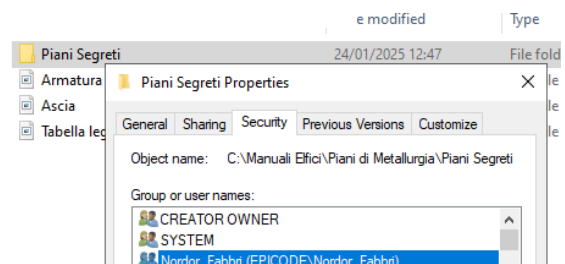 e modified Type
Piani Segreti 24/01/2025 12:47 File fold
Armatura
Ascia
Tabella leg
Piani Segreti Properties
General Sharing Security Previous Versions Customize
Object name: C:\Manuali Elfici\Piani di Metallurgia\Piani Segreti
Group or user names:
CREATOR OWNER
SYSTEM
Nordor_Fabbri (EPICODE\Nordor_Fabbri)